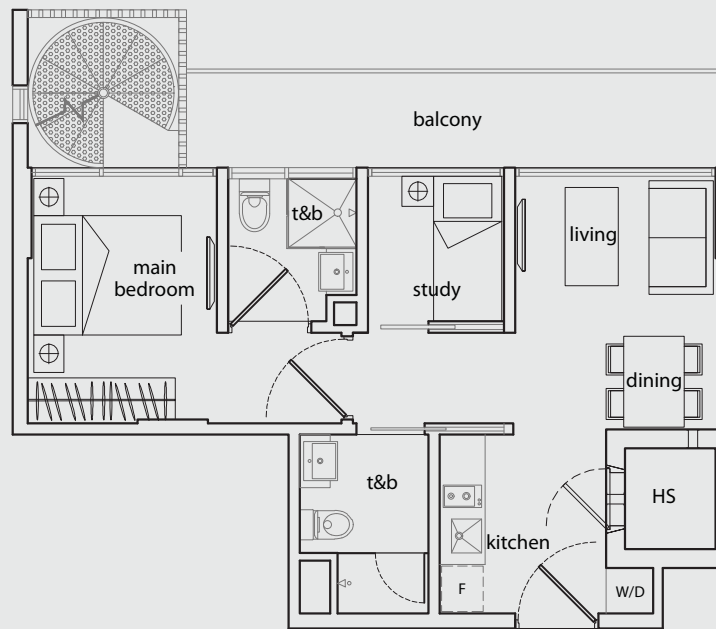 balcony
t&b
living
main
bedroom
study
dining
t&b
HS
kitchen
F
W/D